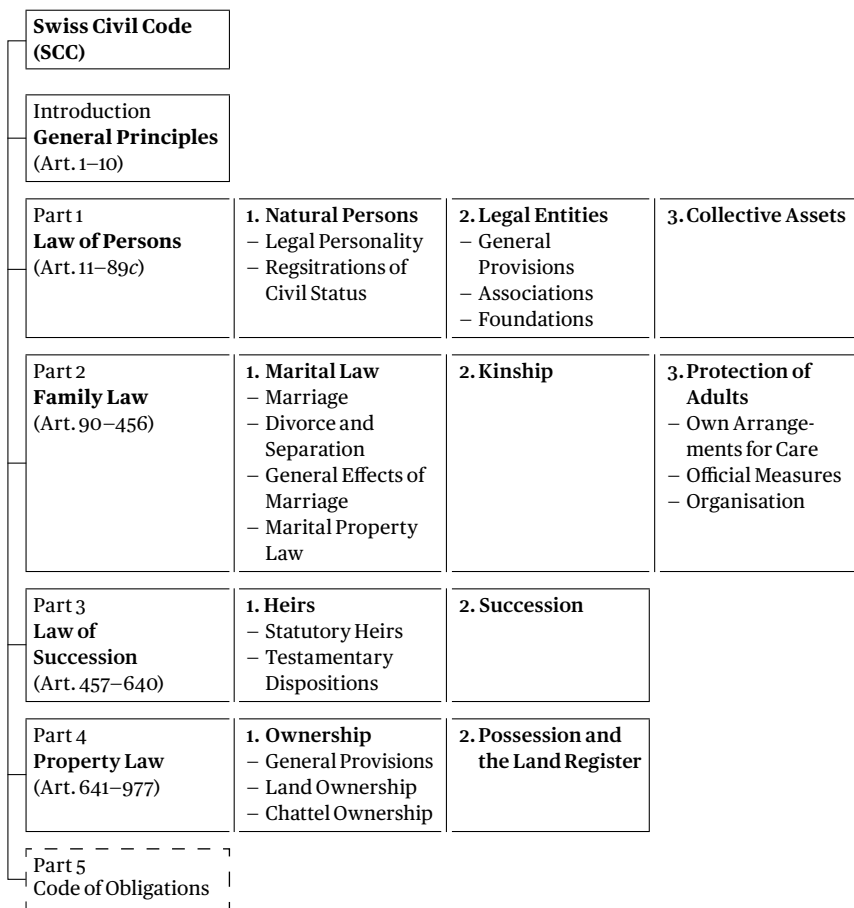 Swiss Civil Code
(SCC)
Introduction
General Principles
(Art. 1–10)
Part 1
Law of Persons
(Art. 11–89c)
1. Natural Persons
– Legal Personality
– Regsitrations of
Civil Status
2. Legal Entities
– General
Provisions
– Associations
– Foundations
3. Collective Assets
Part 2
Family Law
(Art. 90–456)
1. Marital Law
– Marriage
– Divorce and
Separation
– General Effects of
Marriage
– Marital Property
Law
2. Kinship
3. Protection of
Adults
– Own Arrange-
ments for Care
– Official Measures
– Organisation
Part 3
Law of
Succession
(Art. 457–640)
1. Heirs
– Statutory Heirs
– Testamentary
Dispositions
2. Succession
Part 4
Property Law
(Art. 641–977)
1. Ownership
– General Provisions
– Land Ownership
– Chattel Ownership
2. Possession and
the Land Register
Part 5
Code of Obligations